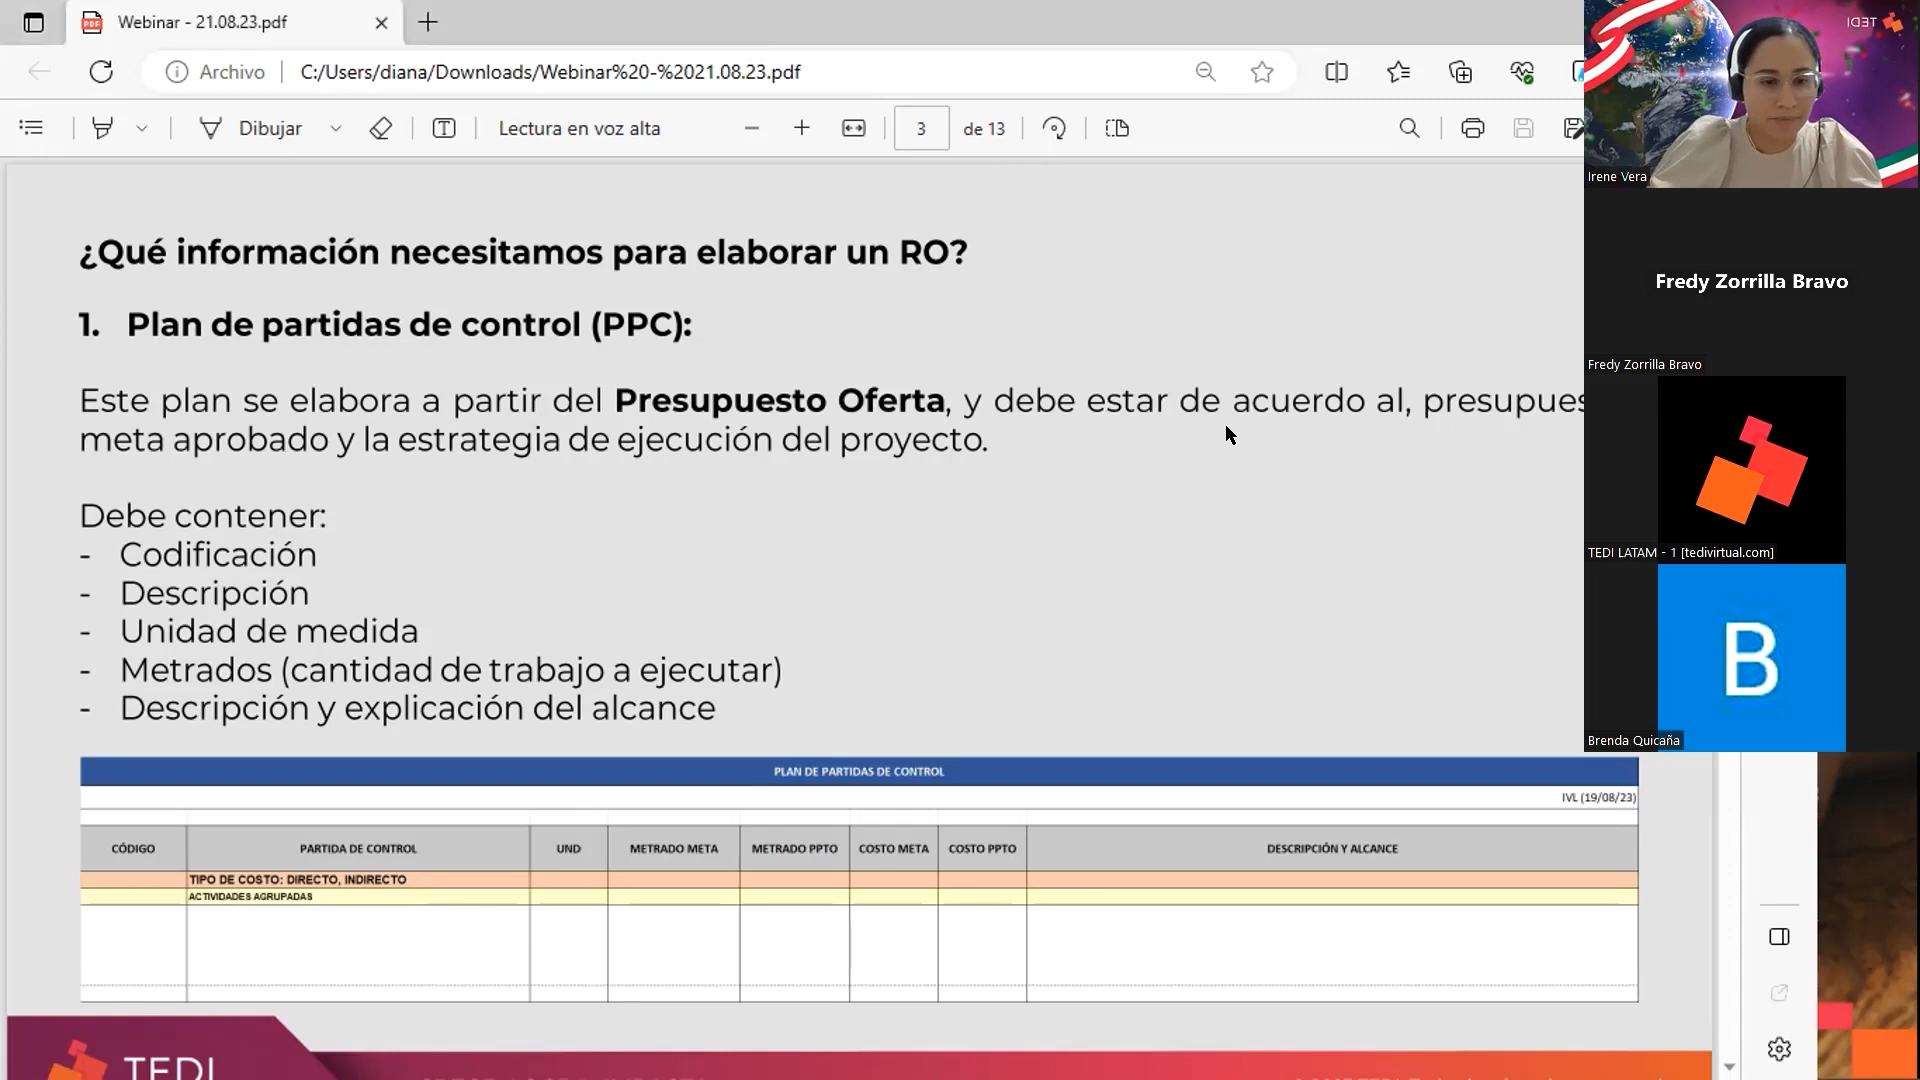 Webinar - 21.08.23.pdf
Archivo
C:/Users/diana/Downloads/Webinar%20-%2021.08.23.pdf
Dibujar
Lectura en voz alta
3
de 13
TEDI
Irene Vera
Fredy Zorrilla Bravo
Fredy Zorrilla Bravo
TEDI LATAM - 1 [tedivirtual.com]
B
Brenda Quicaña
¿Qué información necesitamos para elaborar un RO?
1. Plan de partidas de control (PPC):
Este plan se elabora a partir del Presupuesto Oferta, y debe estar de acuerdo al, presupues
meta aprobado y la estrategia de ejecución del proyecto.
Debe contener:
- Codificación
- Descripción
- Unidad de medida
- Metrados (cantidad de trabajo a ejecutar)
- Descripción y explicación del alcance
PLAN DE PARTIDAS DE CONTROL
IVL (19/08/23)
CÓDIGO PARTIDA DE CONTROL UND METRADO META METRADO PPTO COSTO META COSTO PPTO DESCRIPCIÓN Y ALCANCE
TIPO DE COSTO: DIRECTO, INDIRECTO
ACTIVIDADES AGRUPADAS
TEDI